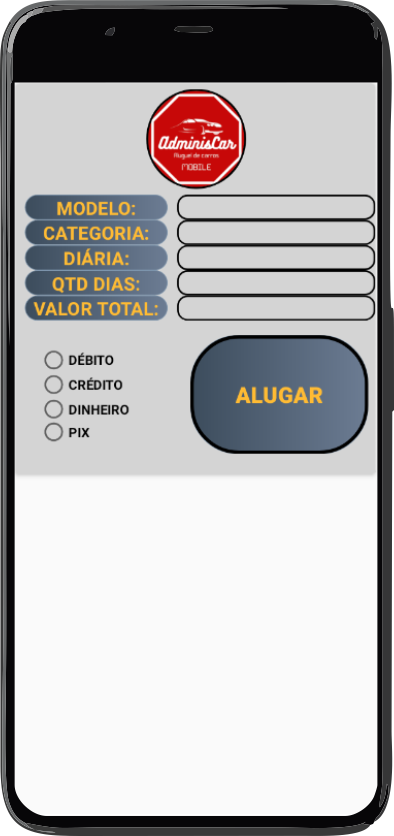 AdminisCar
Aluguel de carros
MOBILE
MODELO:
CATEGORIA:
DIÁRIA:
QTD DIAS:
VALOR TOTAL:
DÉBITO
CRÉDITO
DINHEIRO
PIX
ALUGAR